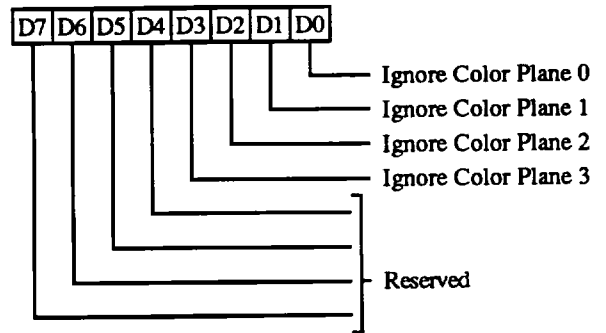 D7 D6 D5 D4 D3 D2 D1 D0
Ignore Color Plane 0
Ignore Color Plane 1
Ignore Color Plane 2
Ignore Color Plane 3
Reserved